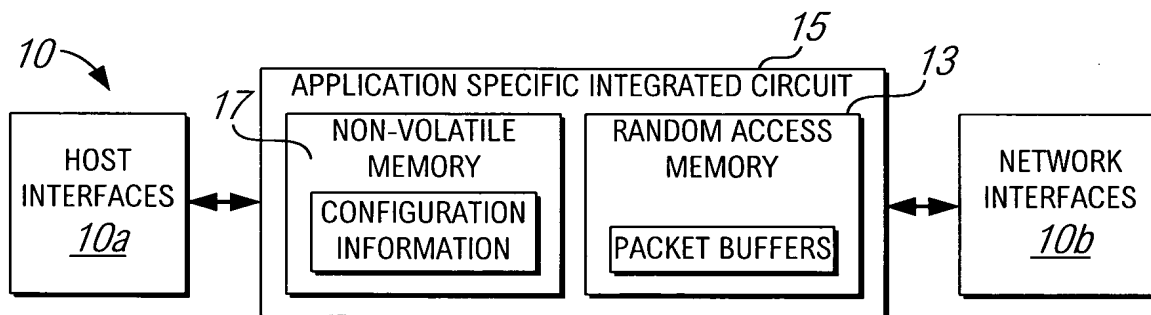 10
15
APPLICATION SPECIFIC INTEGRATED CIRCUIT
13
17
HOST
INTERFACES
10a
NON-VOLATILE
MEMORY
CONFIGURATION
INFORMATION
RANDOM ACCESS
MEMORY
PACKET BUFFERS
NETWORK
INTERFACES
10b